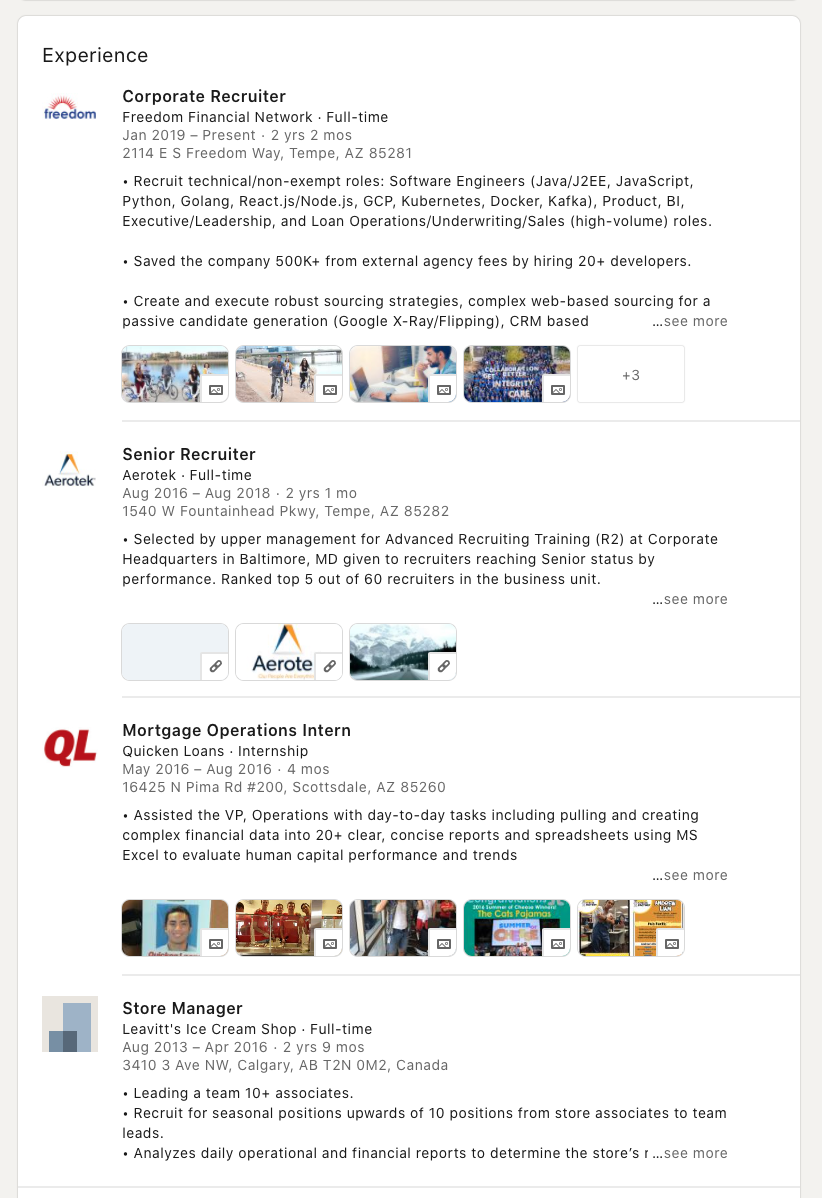 Experience
freedom
Corporate Recruiter
Freedom Financial Network · Full-time
Jan 2019 – Present · 2 yrs 2 mos
2114 E S Freedom Way, Tempe, AZ 85281
• Recruit technical/non-exempt roles: Software Engineers (Java/J2EE, JavaScript,
Python, Golang, React.js/Node.js, GCP, Kubernetes, Docker, Kafka), Product, BI,
Executive/Leadership, and Loan Operations/Underwriting/Sales (high-volume) roles.
• Saved the company 500K+ from external agency fees by hiring 20+ developers.
• Create and execute robust sourcing strategies, complex web-based sourcing for a
passive candidate generation (Google X-Ray/Flipping), CRM based …see more
COLLABORATION
GET BETTER
INTEGRITY
CARE
+3
Aerotek
Senior Recruiter
Aerotek · Full-time
Aug 2016 – Aug 2018 · 2 yrs 1 mo
1540 W Fountainhead Pkwy, Tempe, AZ 85282
• Selected by upper management for Advanced Recruiting Training (R2) at Corporate
Headquarters in Baltimore, MD given to recruiters reaching Senior status by
performance. Ranked top 5 out of 60 recruiters in the business unit.
…see more
Aerote
QL
Mortgage Operations Intern
Quicken Loans · Internship
May 2016 – Aug 2016 · 4 mos
16425 N Pima Rd #200, Scottsdale, AZ 85260
• Assisted the VP, Operations with day-to-day tasks including pulling and creating
complex financial data into 20+ clear, concise reports and spreadsheets using MS
Excel to evaluate human capital performance and trends
…see more
Congratulations
2016 Summer of Cheese Winners:
The Cats Pajamas
SUMMER
CHEESE
Store Manager
Leavitt's Ice Cream Shop · Full-time
Aug 2013 – Apr 2016 · 2 yrs 9 mos
3410 3 Ave NW, Calgary, AB T2N 0M2, Canada
• Leading a team 10+ associates.
• Recruit for seasonal positions upwards of 10 positions from store associates to team
leads.
• Analyzes daily operational and financial reports to determine the store’s …see more